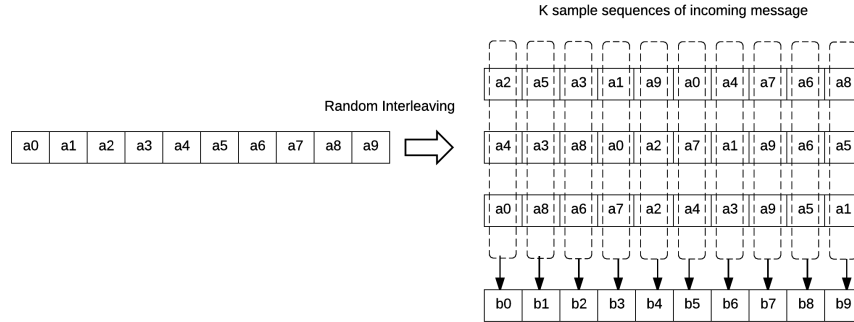 K sample sequences of incoming message
a2 a5 a3 a1 a9 a0 a4 a7 a6 a8
Random Interleaving
a0 a1 a2 a3 a4 a5 a6 a7 a8 a9
a4 a3 a8 a0 a2 a7 a1 a9 a6 a5
a0 a8 a6 a7 a2 a4 a3 a9 a5 a1
b0 b1 b2 b3 b4 b5 b6 b7 b8 b9